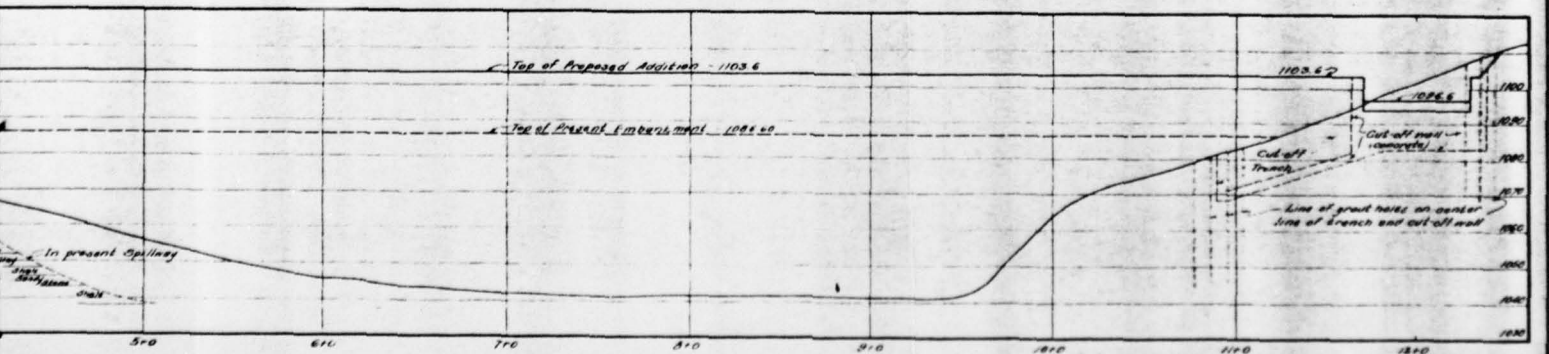 Top of Proposed Addition - 1103.6
1103.6
1096.6
1100
1090
Top of Present Embankment - 1086.60
Cut-off wall
(concrete)
Cut-off
Trench
1080
1070
Line of grout holes on center
line of trench and cut-off wall
1060
In present Spillway
Shale
1050
1040
1030
5+0
6+0
7+0
8+0
9+0
10+0
11+0
12+0